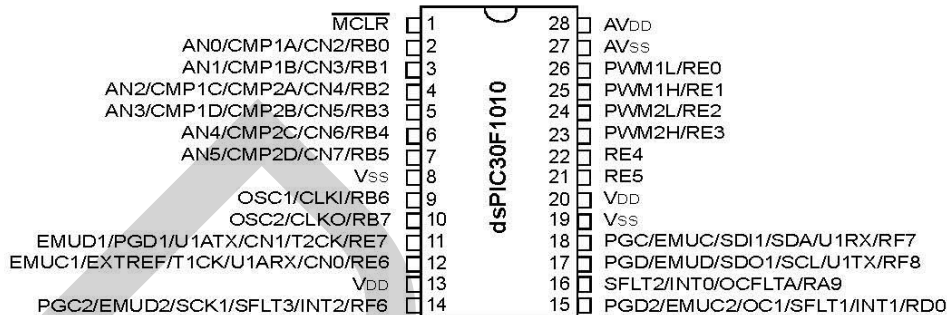 MCLR 1 28 AVDD
AN0/CMP1A/CN2/RB0 2 27 AVSS
AN1/CMP1B/CN3/RB1 3 26 PWM1L/RE0
AN2/CMP1C/CMP2A/CN4/RB2 4 25 PWM1H/RE1
AN3/CMP1D/CMP2B/CN5/RB3 5 24 PWM2L/RE2
AN4/CMP2C/CN6/RB4 6 23 PWM2H/RE3
AN5/CMP2D/CN7/RB5 7 22 RE4
VSS 8 21 RE5
OSC1/CLKI/RB6 9 20 VDD
OSC2/CLKO/RB7 10 19 VSS
EMUD1/PGD1/U1ATX/CN1/T2CK/RE7 11 18 PGC/EMUC/SDI1/SDA/U1RX/RF7
EMUC1/EXTREF/T1CK/U1ARX/CN0/RE6 12 17 PGD/EMUD/SDO1/SCL/U1TX/RF8
VDD 13 16 SFLT2/INT0/OCFLTA/RA9
PGC2/EMUD2/SCK1/SFLT3/INT2/RF6 14 15 PGD2/EMUC2/OC1/SFLT1/INT1/RD0
dsPIC30F1010